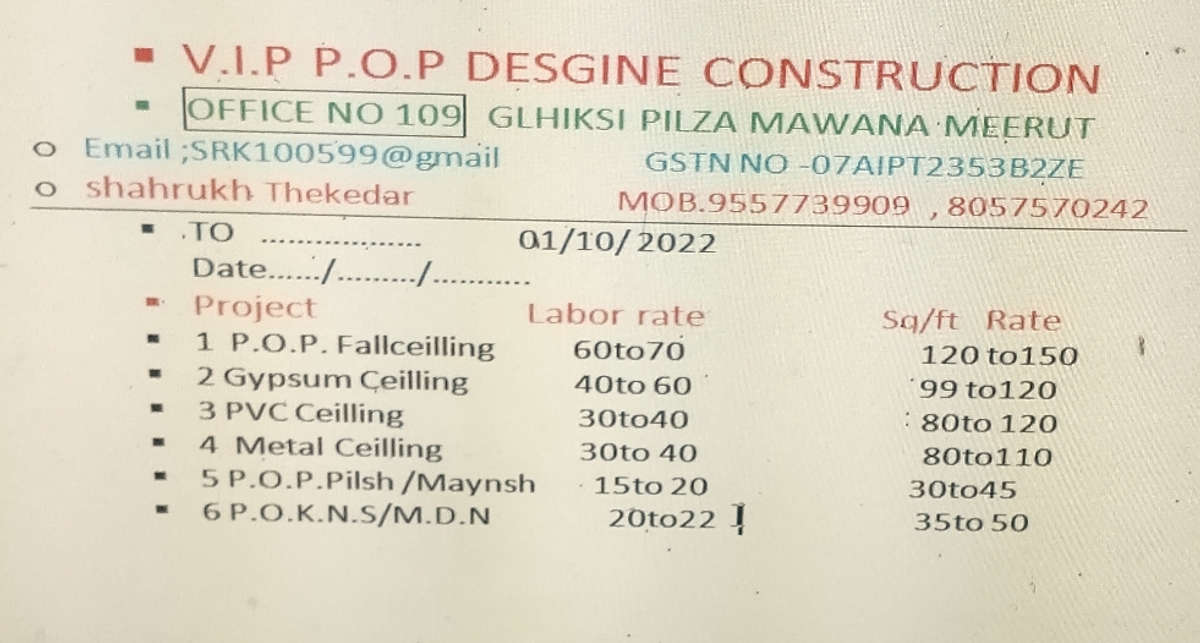 V.I.P P.O.P DESGINE CONSTRUCTION
OFFICE NO 109 GLHIKSI PILZA MAWANA MEERUT
Email ;SRK100599@gmail GSTN NO -07AIPT2353B2ZE
shahrukh Thekedar MOB.9557739909 ,8057570242
.TO .................. 01/10/2022
Date....../........./...........
Project Labor rate Sq/ft Rate
1 P.O.P. Fallceilling 60to70 120 to150
2 Gypsum Ceilling 40to 60 99 to120
3 PVC Ceilling 30to40 80to 120
4 Metal Ceilling 30to 40 80to110
5 P.O.P.Pilsh /Maynsh 15to 20 30to45
6 P.O.K.N.S/M.D.N 20to22 35to 50